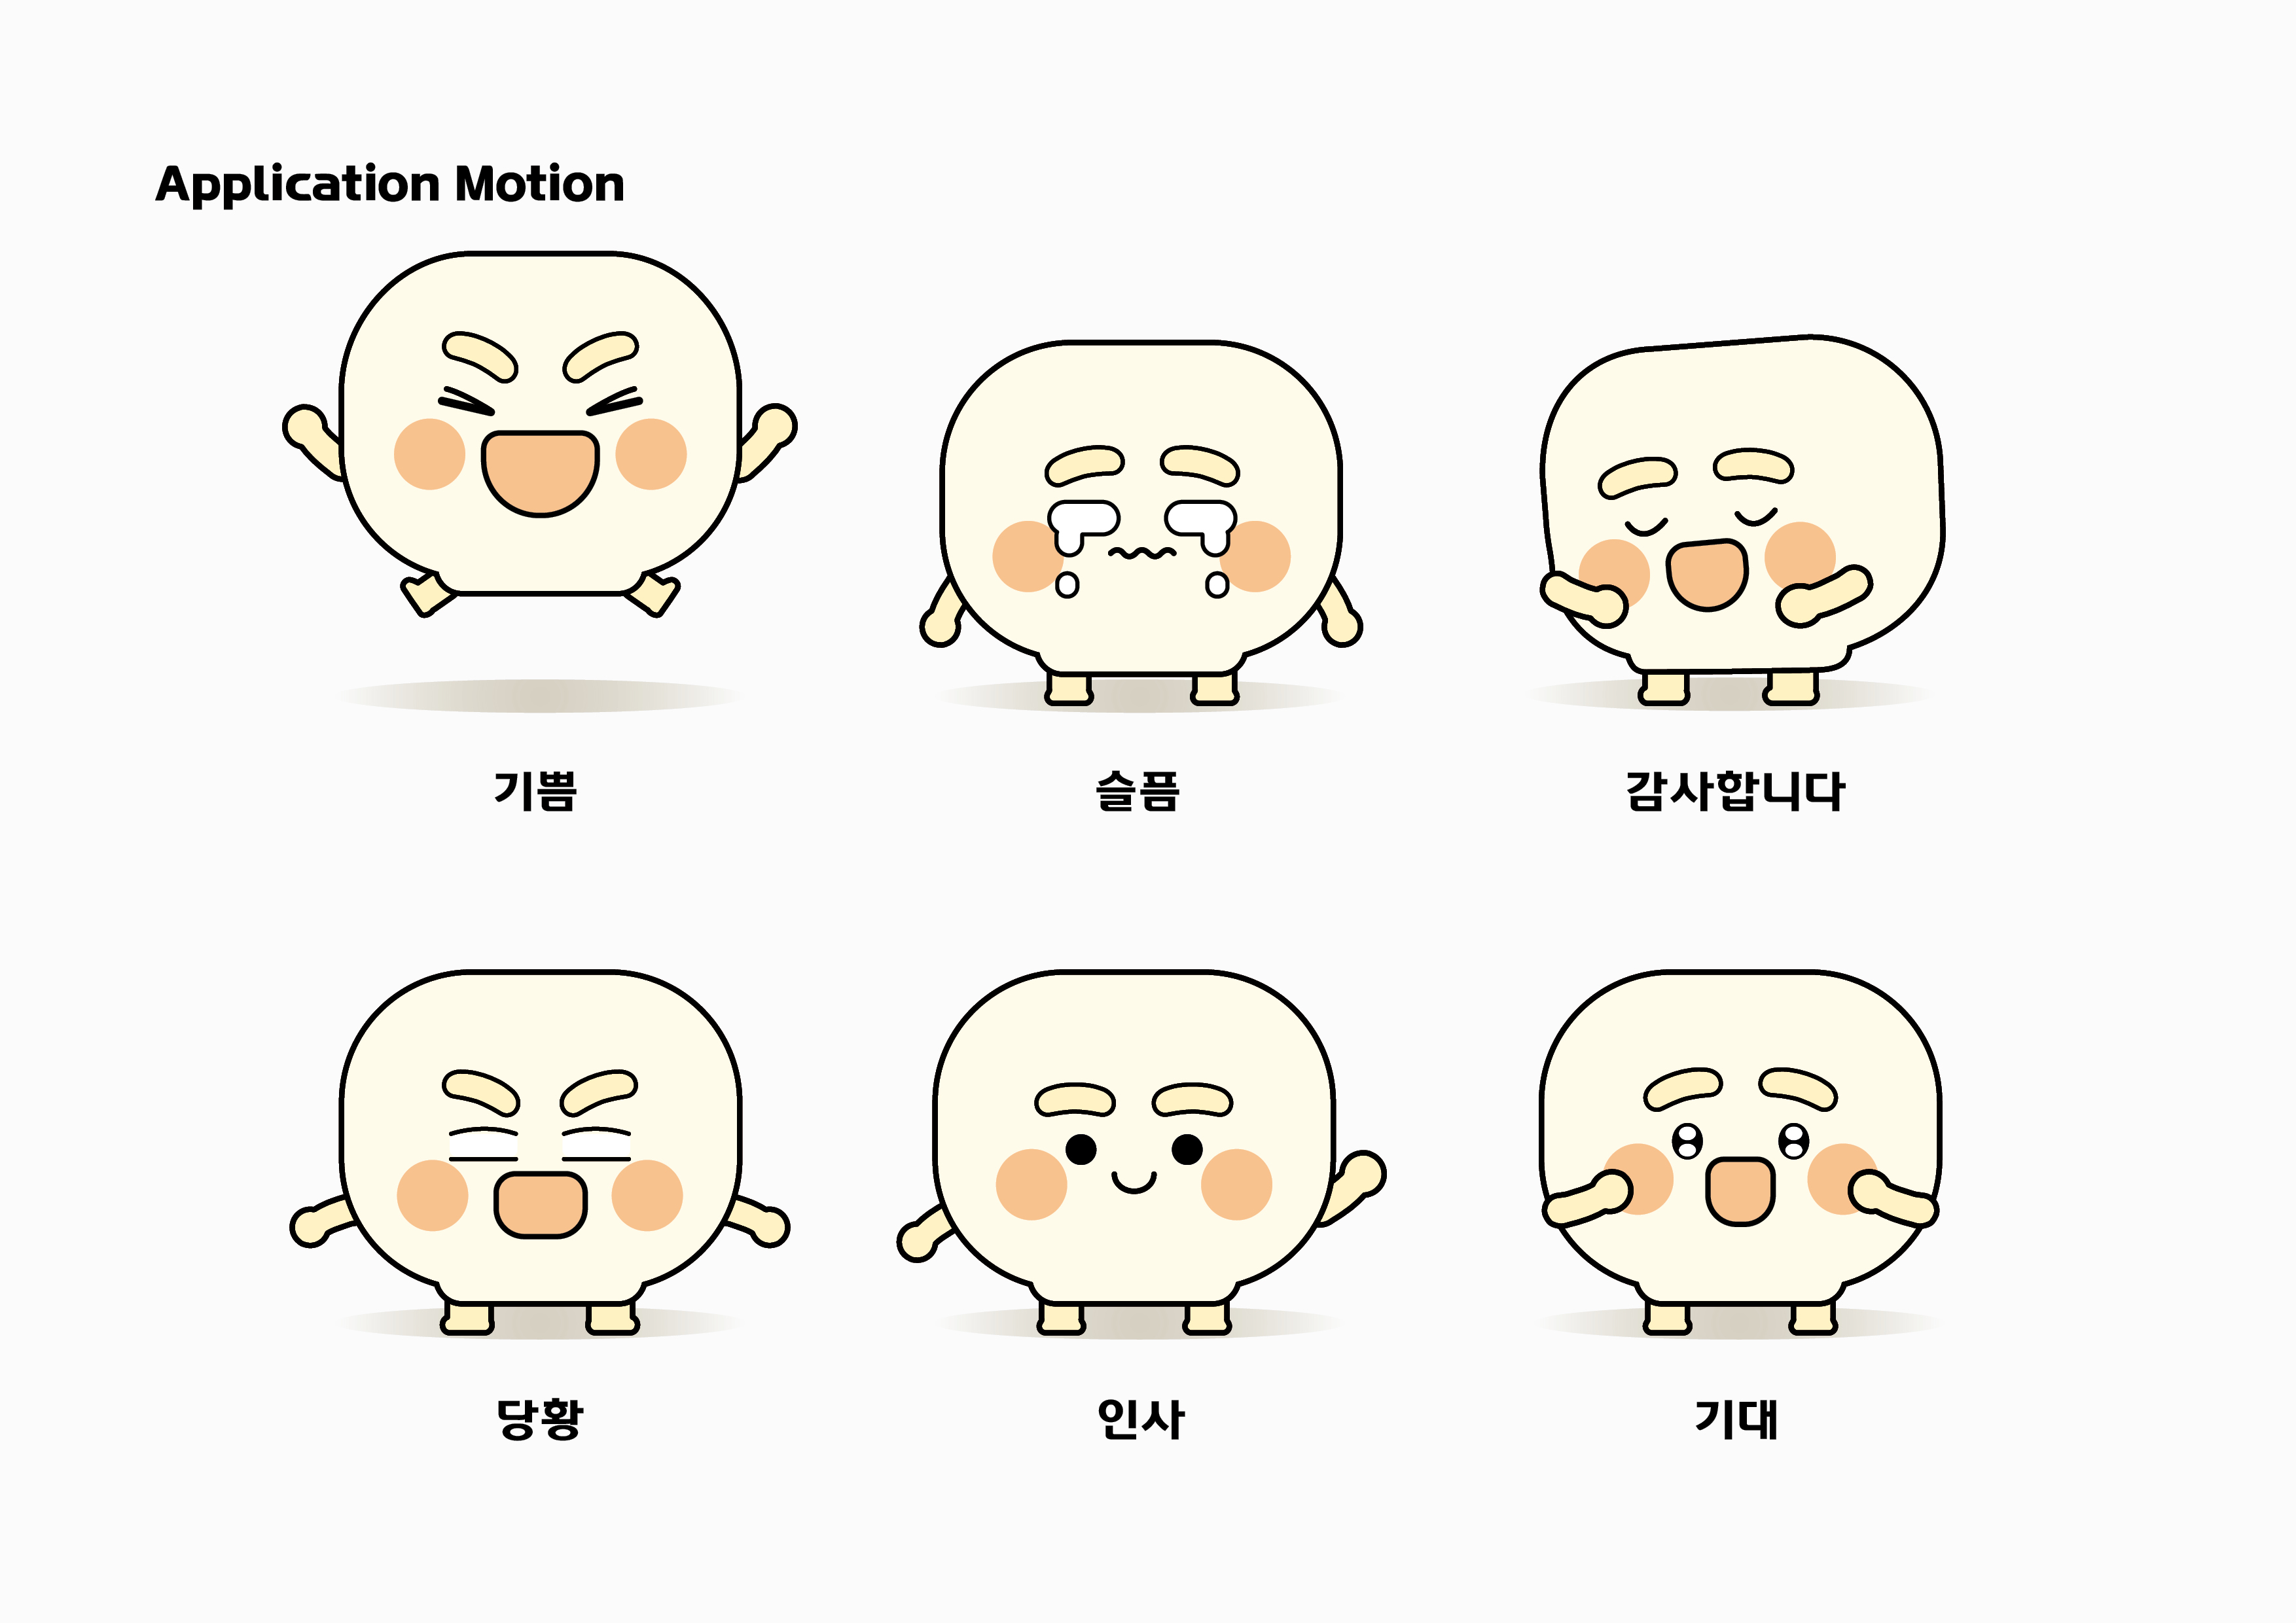 Application Motion
기쁨
슬픔
감사합니다
당황
인사
기대